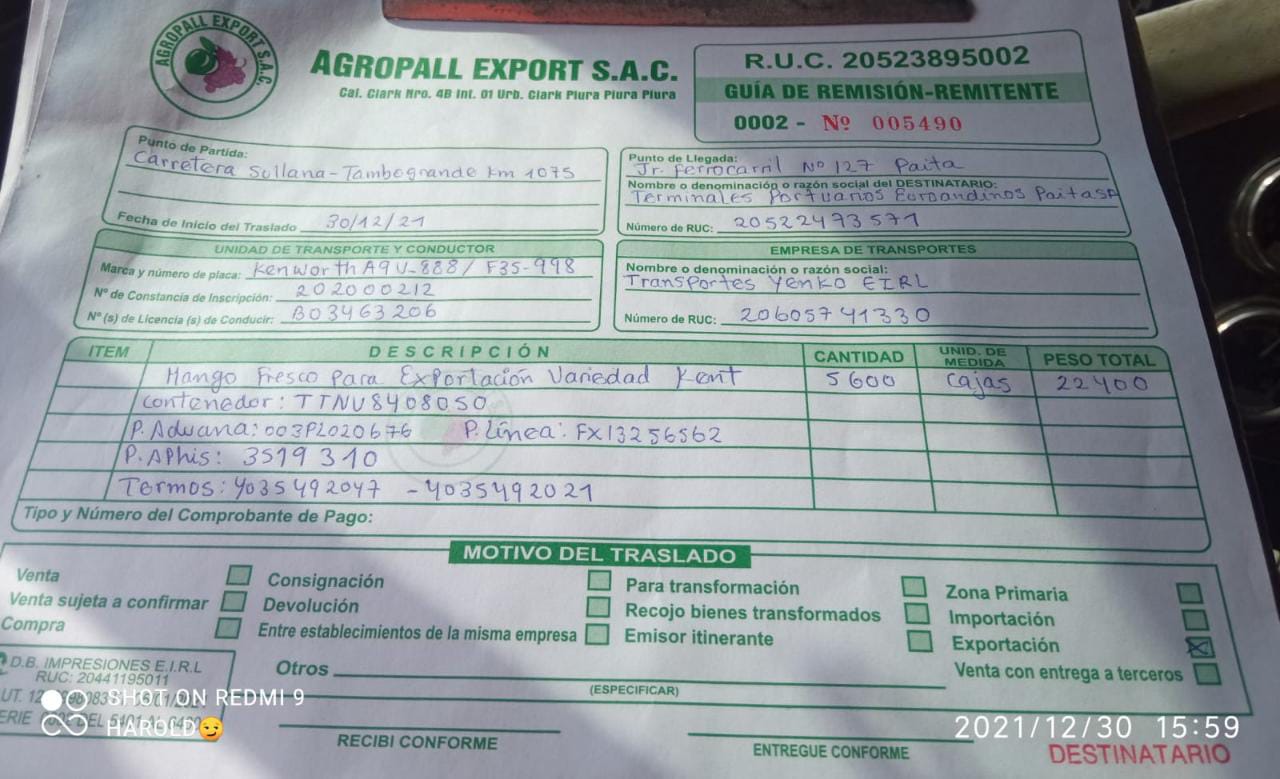 AGROPALL EXPORT S.A.C.
AGROPALL EXPORT S.A.C.
Cal. Clark Nro. 4B Int. 01 Urb. Clark Piura Piura Piura
R.U.C. 20523895002
GUÍA DE REMISIÓN-REMITENTE
0002 - Nº 005490
Punto de Partida:
Carretera Sullana-Tambogrande Km 1075
Fecha de Inicio del Traslado 30/12/21
Punto de Llegada:
Jr. Ferrocarril Nº 127 Paita
Nombre o denominación o razón social del DESTINATARIO:
Terminales Portuarios Euroandinos Paita SA
Número de RUC: 20522473571
UNIDAD DE TRANSPORTE Y CONDUCTOR
Marca y número de placa: Kenworth A9U-888/ F3S-998
Nº de Constancia de Inscripción: 202000212
Nº (s) de Licencia (s) de Conducir: B03463206
EMPRESA DE TRANSPORTES
Nombre o denominación o razón social:
Transportes Yenko EIRL
Número de RUC: 20605741330
ITEM DESCRIPCIÓN CANTIDAD UNID. DE MEDIDA PESO TOTAL
Mango Fresco Para Exportación Variedad Kent 5600 Cajas 22400
Contenedor: TTNU8408050
P. Aduana: 003PL020676 P. Línea: FX13256562
P. Aphis: 3519310
Termos: 4035492047 - 4035492021
Tipo y Número del Comprobante de Pago:
MOTIVO DEL TRASLADO
Venta
Venta sujeta a confirmar
Compra
Consignación
Devolución
Entre establecimientos de la misma empresa
Para transformación
Recojo bienes transformados
Emisor itinerante
Zona Primaria
Importación
Exportación
Venta con entrega a terceros
Otros
(ESPECIFICAR)
D.B. IMPRESIONES E.I.R.L
RUC: 20441195011
RECIBI CONFORME
ENTREGUE CONFORME
DESTINATARIO
SHOT ON REDMI 9
HAROLD😏
2021/12/30 15:59